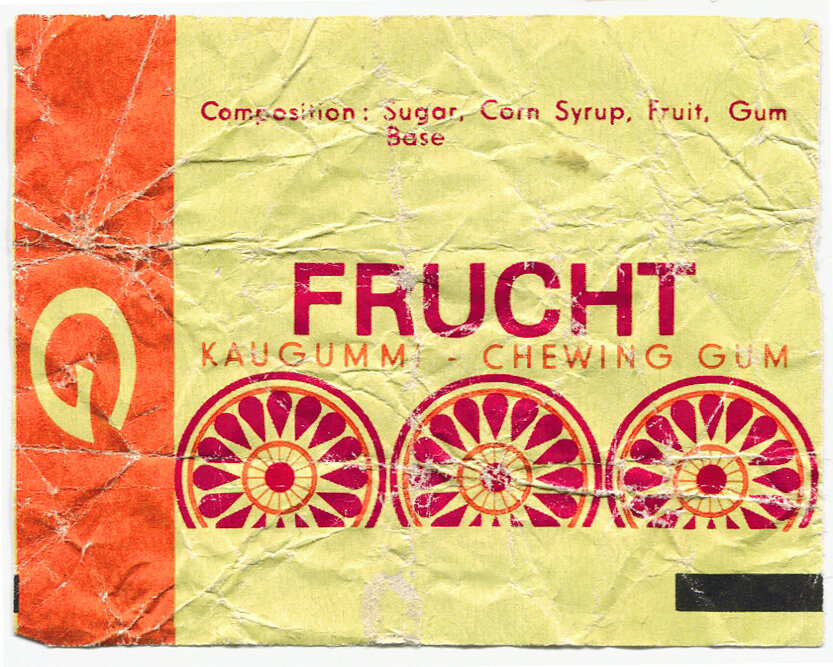 Composition: Sugar, Corn Syrup, Fruit, Gum
Base
FRUCHT
KAUGUMMI - CHEWING GUM